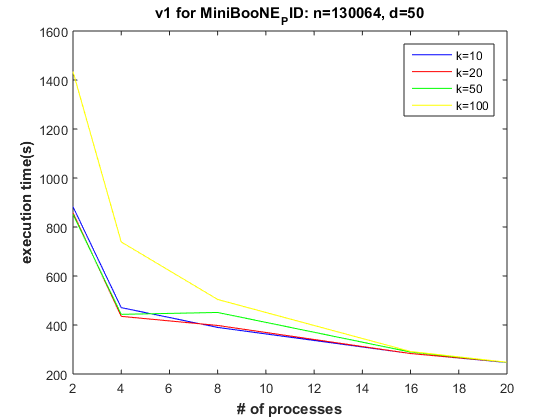 v1 for MiniBooNE_PID: n=130064, d=50
1600
1400
1200
1000
800
600
400
200
execution time(s)
k=10
k=20
k=50
k=100
2 4 6 8 10 12 14 16 18 20
# of processes